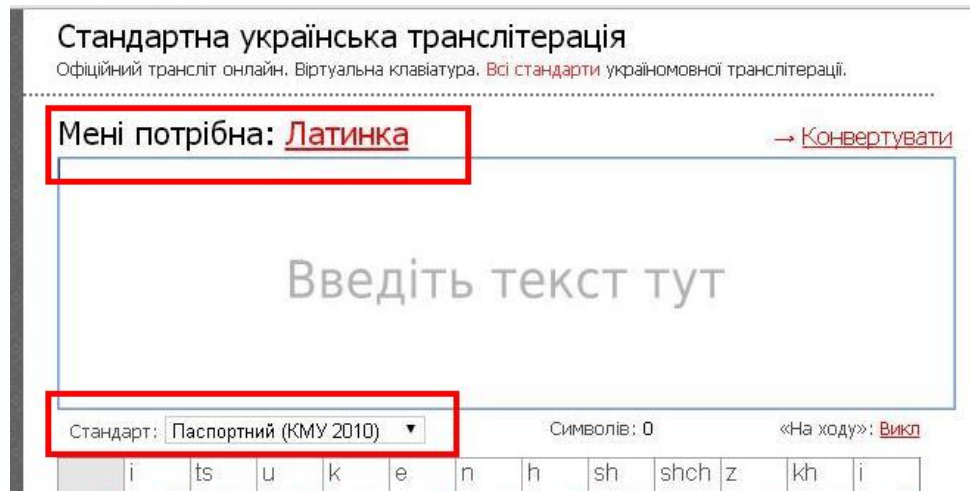 Стандартна українська транслітерація
Офіційний трансліт онлайн. Віртуальна клавіатура. Всі стандарти україномовної транслітерації.
Мені потрібна: Латинка → Конвертувати
Введіть текст тут
Стандарт: Паспортний (КМУ 2010) ▼ Символів: 0 «На ходу»: Викл
i ts u k e n h sh shch z kh i